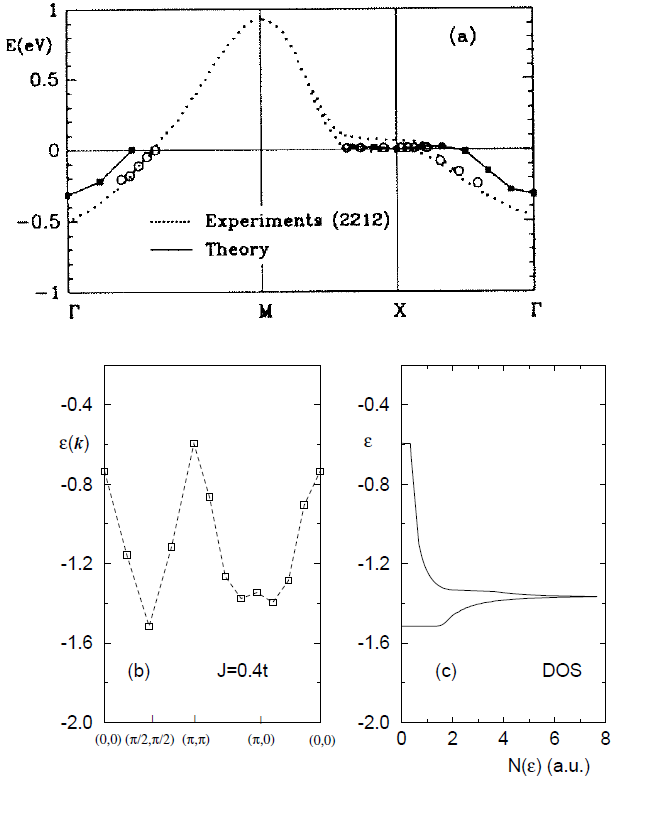 1
E(eV)
(a)
0.5
0
−0.5
Experiments (2212)
Theory
−1
Γ
M
X
Γ
-0.4
ε(k)
-0.8
-1.2
-1.6
(b)
J=0.4t
-2.0
(0,0) (π/2,π/2) (π,π) (π,0) (0,0)
-0.4
ε
-0.8
-1.2
-1.6
(c)
DOS
-2.0
0 2 4 6 8
N(ε) (a.u.)